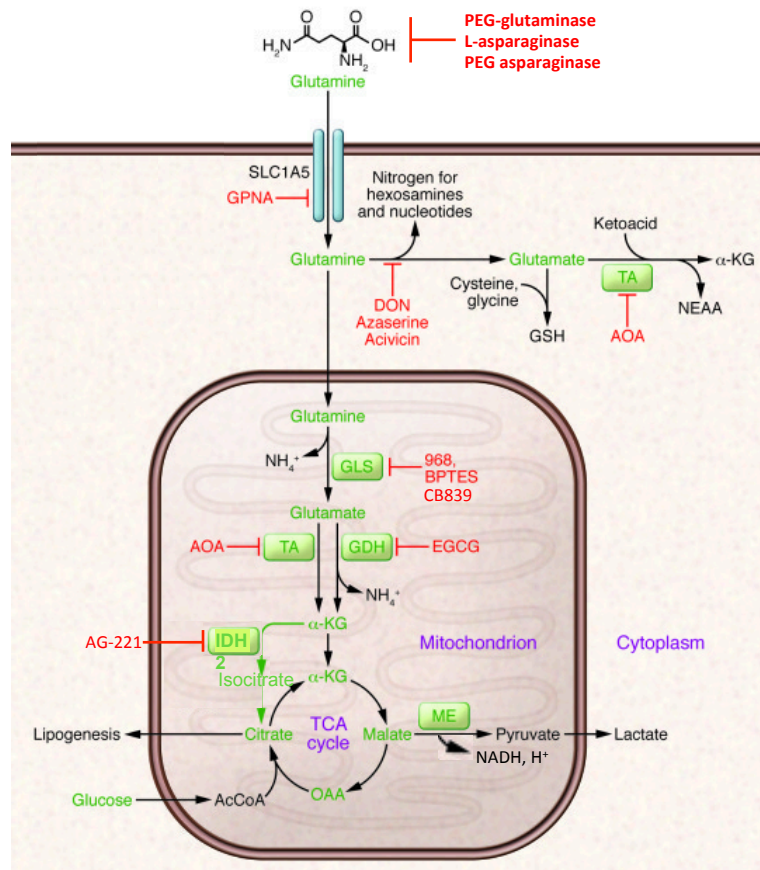 O
O
H₂N
OH
NH₂
PEG-glutaminase
L-asparaginase
PEG asparaginase
Glutamine
SLC1A5
GPNA
Nitrogen for
hexosamines
and nucleotides
Ketoacid
Glutamine
Glutamate
α-KG
TA
Cysteine,
glycine
NEAA
DON
Azaserine
Acivicin
GSH
AOA
Glutamine
NH₄⁺
GLS
968,
BPTES
CB839
Glutamate
AOA
TA
GDH
EGCG
NH₄⁺
α-KG
AG-221
IDH
2
Mitochondrion
Cytoplasm
Isocitrate
α-KG
Lipogenesis
Citrate
TCA
cycle
Malate
ME
Pyruvate
Lactate
NADH, H⁺
Glucose
AcCoA
OAA